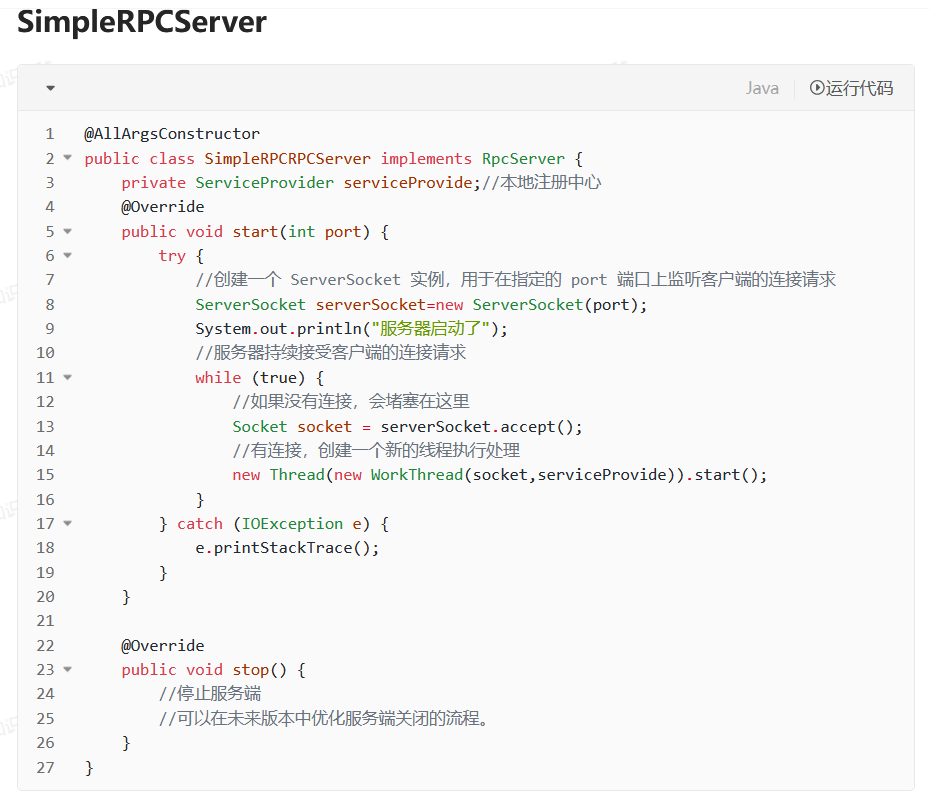 SimpleRPCServer
Java 运行代码
1 @AllArgsConstructor
2 public class SimpleRPCRPCServer implements RpcServer {
3     private ServiceProvider serviceProvide;//本地注册中心
4     @Override
5     public void start(int port) {
6         try {
7             //创建一个 ServerSocket 实例，用于在指定的 port 端口上监听客户端的连接请求
8             ServerSocket serverSocket=new ServerSocket(port);
9             System.out.println("服务器启动了");
10             //服务器持续接受客户端的连接请求
11             while (true) {
12                 //如果没有连接，会堵塞在这里
13                 Socket socket = serverSocket.accept();
14                 //有连接，创建一个新的线程执行处理
15                 new Thread(new WorkThread(socket,serviceProvide)).start();
16             }
17         } catch (IOException e) {
18             e.printStackTrace();
19         }
20     }
21
22     @Override
23     public void stop() {
24         //停止服务端
25         //可以在未来版本中优化服务端关闭的流程。
26     }
27 }